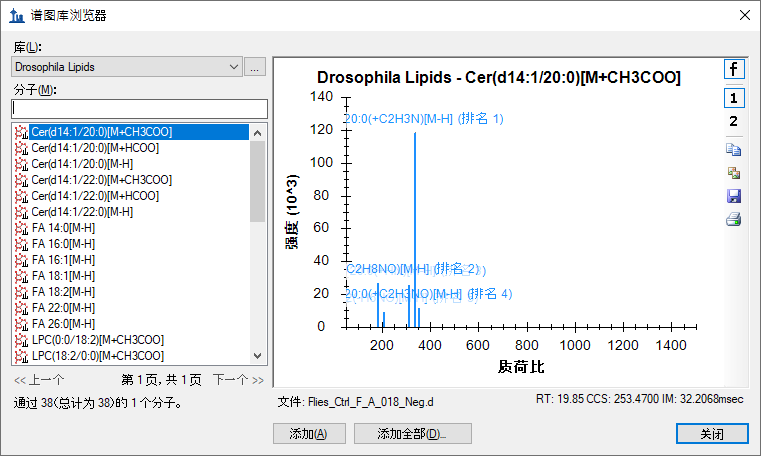 谱图库浏览器
库(L):
Drosophila Lipids
...
分子(M):
Cer(d14:1/20:0)[M+CH3COO]
Cer(d14:1/20:0)[M+HCOO]
Cer(d14:1/20:0)[M-H]
Cer(d14:1/22:0)[M+CH3COO]
Cer(d14:1/22:0)[M+HCOO]
Cer(d14:1/22:0)[M-H]
FA 14:0[M-H]
FA 16:0[M-H]
FA 16:1[M-H]
FA 18:1[M-H]
FA 18:2[M-H]
FA 22:0[M-H]
FA 26:0[M-H]
LPC(0:0/18:2)[M+CH3COO]
LPC(18:2/0:0)[M+CH3COO]
<< 上一个 第 1 页, 共 1 页 下一个 >>
通过 38(总计为 38)的 1 个分子。
Drosophila Lipids - Cer(d14:1/20:0)[M+CH3COO]
140
120
100
80
60
40
20
0
强度 (10^3)
20:0(+C2H3N)[M-H] (排名 1)
C2H8NO)[M-H] (排名 2)
20:0(+C2H3NO)[M-H] (排名 4)
200 400 600 800 1000 1200 1400
质荷比
f
1
2
文件: Flies_Ctrl_F_A_018_Neg.d
RT: 19.85 CCS: 253.4700 IM: 32.2068msec
添加(A)
添加全部(D)...
关闭